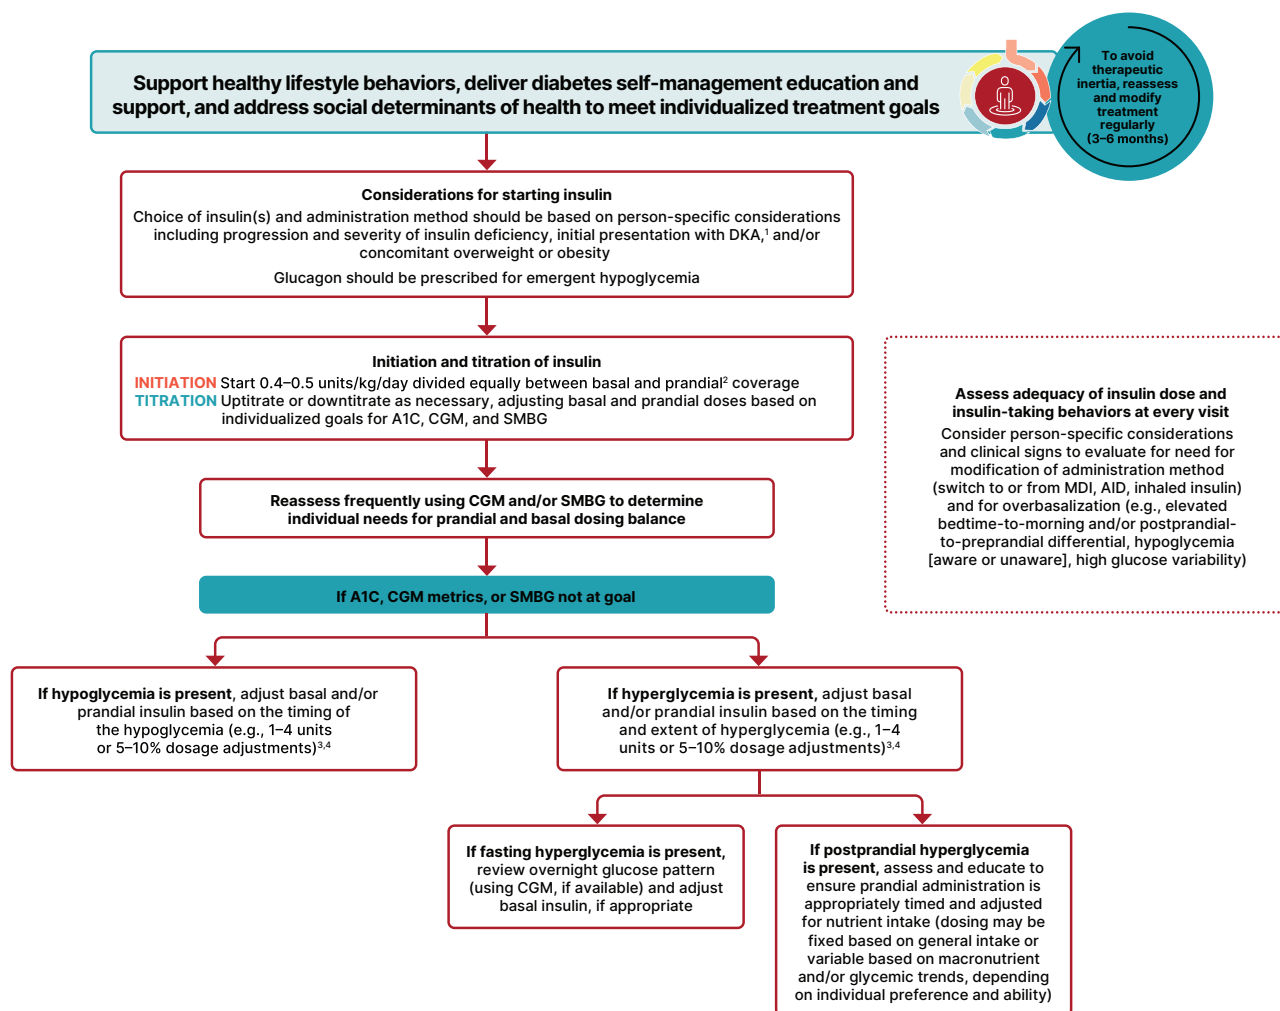 Support healthy lifestyle behaviors, deliver diabetes self-management education and
support, and address social determinants of health to meet individualized treatment goals
To avoid
therapeutic
inertia, reassess
and modify
treatment
regularly
(3–6 months)
Considerations for starting insulin
Choice of insulin(s) and administration method should be based on person-specific considerations
including progression and severity of insulin deficiency, initial presentation with DKA,¹ and/or
concomitant overweight or obesity
Glucagon should be prescribed for emergent hypoglycemia
Initiation and titration of insulin
INITIATION Start 0.4–0.5 units/kg/day divided equally between basal and prandial² coverage
TITRATION Uptitrate or downtitrate as necessary, adjusting basal and prandial doses based on
individualized goals for A1C, CGM, and SMBG
Assess adequacy of insulin dose and
insulin-taking behaviors at every visit
Consider person-specific considerations
and clinical signs to evaluate for need for
modification of administration method
(switch to or from MDI, AID, inhaled insulin)
and for overbasalization (e.g., elevated
bedtime-to-morning and/or postprandial-
to-preprandial differential, hypoglycemia
[aware or unaware], high glucose variability)
Reassess frequently using CGM and/or SMBG to determine
individual needs for prandial and basal dosing balance
If A1C, CGM metrics, or SMBG not at goal
If hypoglycemia is present, adjust basal and/or
prandial insulin based on the timing of
the hypoglycemia (e.g., 1–4 units
or 5–10% dosage adjustments)³,⁴
If hyperglycemia is present, adjust basal
and/or prandial insulin based on the timing
and extent of hyperglycemia (e.g., 1–4
units or 5–10% dosage adjustments)³,⁴
If fasting hyperglycemia is present,
review overnight glucose pattern
(using CGM, if available) and adjust
basal insulin, if appropriate
If postprandial hyperglycemia
is present, assess and educate to
ensure prandial administration is
appropriately timed and adjusted
for nutrient intake (dosing may be
fixed based on general intake or
variable based on macronutrient
and/or glycemic trends, depending
on individual preference and ability)